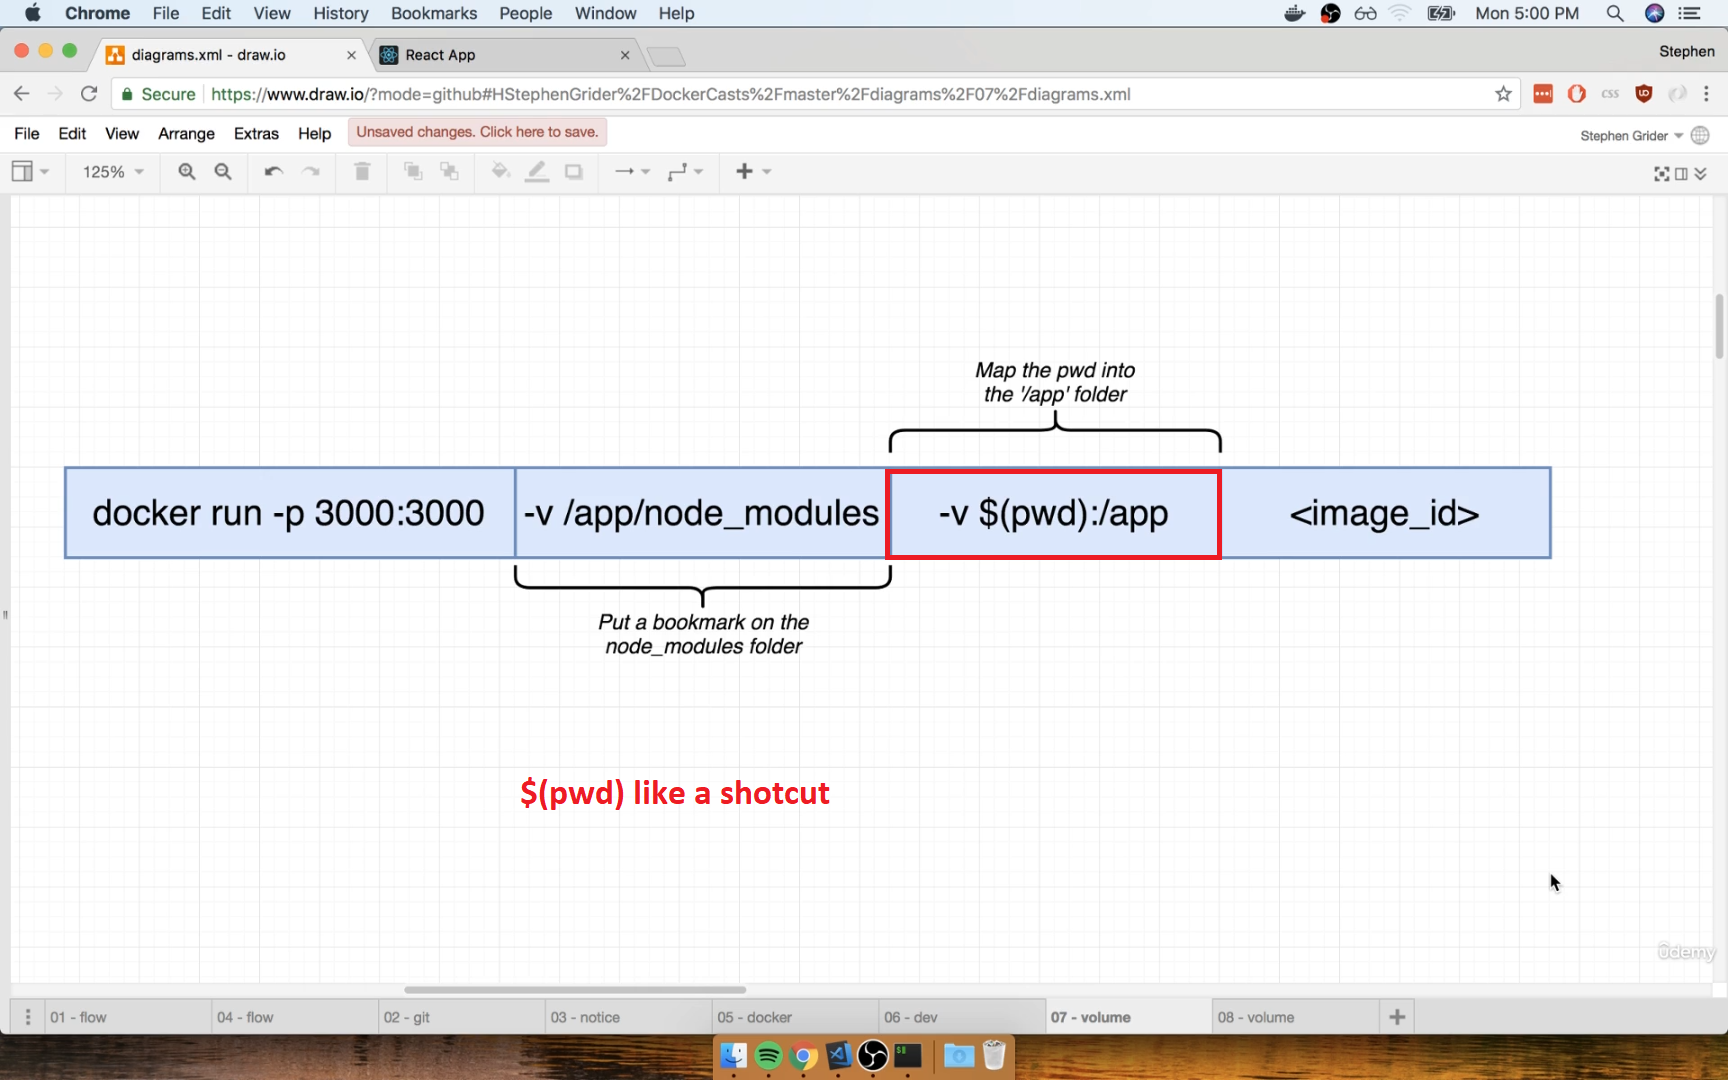 Chrome File Edit View History Bookmarks People Window Help Mon 5:00 PM
diagrams.xml - draw.io React App Stephen
Secure https://www.draw.io/?mode=github#HStephenGrider%2FDockerCasts%2Fmaster%2Fdiagrams%2F07%2Fdiagrams.xml css
File Edit View Arrange Extras Help Unsaved changes. Click here to save. Stephen Grider
125%
Map the pwd into
the '/app' folder
docker run -p 3000:3000 -v /app/node_modules -v $(pwd):/app <image_id>
Put a bookmark on the
node_modules folder
$(pwd) like a shotcut
ûdemy
01 - flow 04 - flow 02 - git 03 - notice 05 - docker 06 - dev 07 - volume 08 - volume